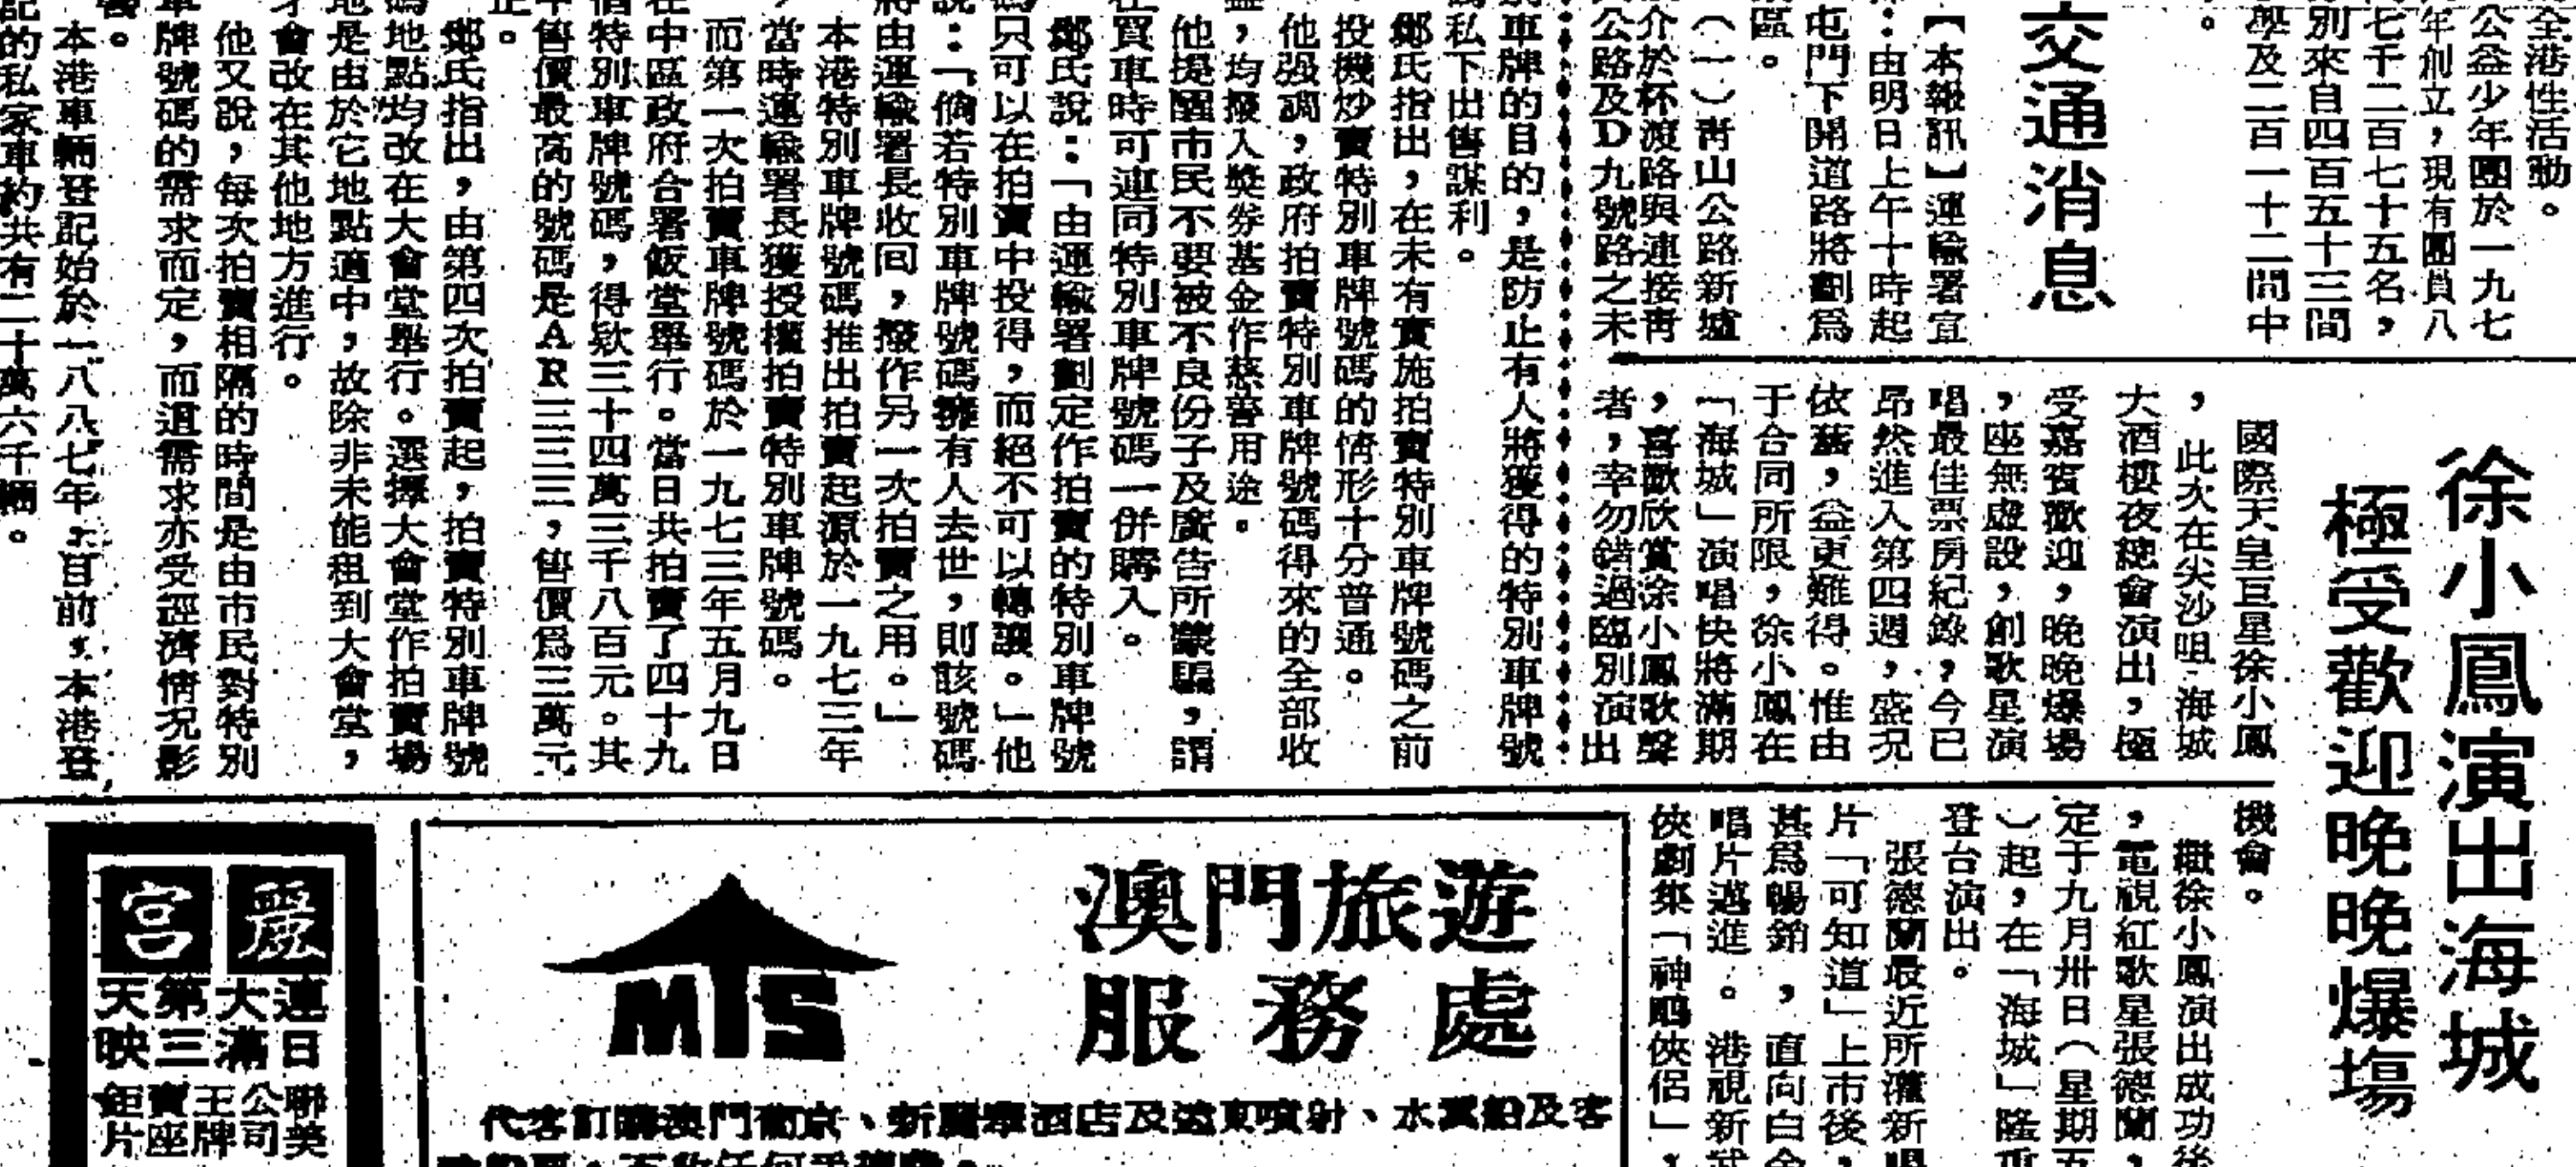 的全港性活動。
公益少年團於一九七
年創立，現有團員八
七千二百七十五名，
別來自四百五十三間
學及二百一十二間中
。
交通消息
【本報訊】運輸署宣
：由明日上午十時起
屯門下開道路將劃為
區。
（一）青山公路新墟
介於杯渡路與連接青
公路及D九號路之未
徐小鳳演出海城
極受歡迎晚晚爆場
國際天皇巨星徐小鳳
，此次在尖沙咀海城
大酒樓夜總會演出，極
受嘉賓歡迎，晚晚爆場
，座無虛設，創歌星演
唱最佳票房紀錄，今已
昂然進入第四週，盛況
依舊，益更難得。惟由
于合同所限，徐小鳳在
「海城」演唱快將滿期
，喜歡欣賞徐小鳳歌聲
者，幸勿錯過臨別演出
機會。
繼徐小鳳演出成功後
，電視紅歌星張德蘭，
定于九月卅日（星期五
）起，在「海城」隆重
登台演出。
張德蘭最近所灌新唱
片「可知道」上市後，
甚為暢銷，直向白金
唱片邁進。港視新武
俠劇集「神鵰俠侶」，
別車牌的目的，是防止有人將獲得的特別車牌號
私下出售謀利。
鄭氏指出，在未有實施拍賣特別車牌號碼之前
投機炒賣特別車牌號碼的情形十分普通。
他強調，政府拍賣特別車牌號碼得來的全部收
益，均撥入獎券基金作慈善用途。
他提醒市民不要被不良份子及廣告所蒙騙，謂
在買車時可連同特別車牌號碼一併購入。
鄭氏說：「由運輸署劃定作拍賣的特別車牌號
碼只可以在拍賣中投得，而絕不可以轉讓。」他
說：「倘若特別車牌號碼擁有人去世，則該號碼
將由運輸署長收回，撥作另一次拍賣之用。」
本港特別車牌號碼推出拍賣起源於一九七三年
，當時運輸署長獲授權拍賣特別車牌號碼。
而第一次拍賣車牌號碼於一九七三年五月九日
在中區政府合署飯堂舉行。當日共拍賣了四十九
個特別車牌號碼，得欵三十四萬三千八百元。其
中售價最高的號碼是AR三三三，售價為三萬元
正。
鄭氏指出，由第四次拍賣起，拍賣特別車牌號
碼地點均改在大會堂舉行。選擇大會堂作拍賣場
地是由於它地點適中，故除非未能租到大會堂，
才會改在其他地方進行。
他又說，每次拍賣相隔的時間是由市民對特別
車牌號碼的需求而定，而這需求亦受經濟情況影
響。
本港車輛登記始於一八八七年，目前，本港登
記的私家車約共有二十萬六千輛。
澳門旅遊
服務處
MTS
代客訂購澳門葡京、新麗華酒店及遠東噴射、水翼船及客
麗宮
連日
大滿
第三
天映
聯美
公司
王牌
賣座
鉅片